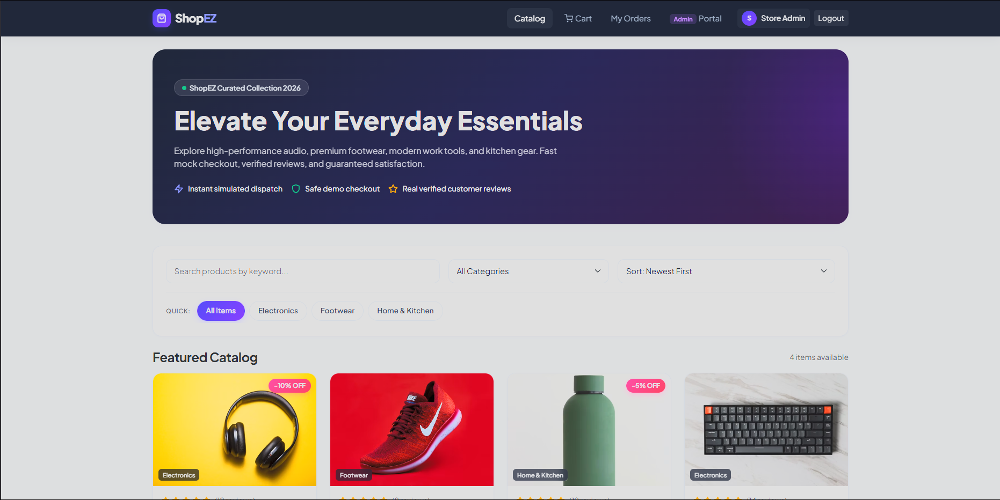 ShopEZ
Catalog
Cart
My Orders
Admin Portal
S
Store Admin
Logout
ShopEZ Curated Collection 2026
Elevate Your Everyday Essentials
Explore high-performance audio, premium footwear, modern work tools, and kitchen gear. Fast
mock checkout, verified reviews, and guaranteed satisfaction.
Instant simulated dispatch
Safe demo checkout
Real verified customer reviews
Search products by keyword...
All Categories
Sort: Newest First
QUICK:
All Items
Electronics
Footwear
Home & Kitchen
Featured Catalog
4 items available
-10% OFF
Electronics
NIKE
Footwear
-5% OFF
Home & Kitchen
Electronics